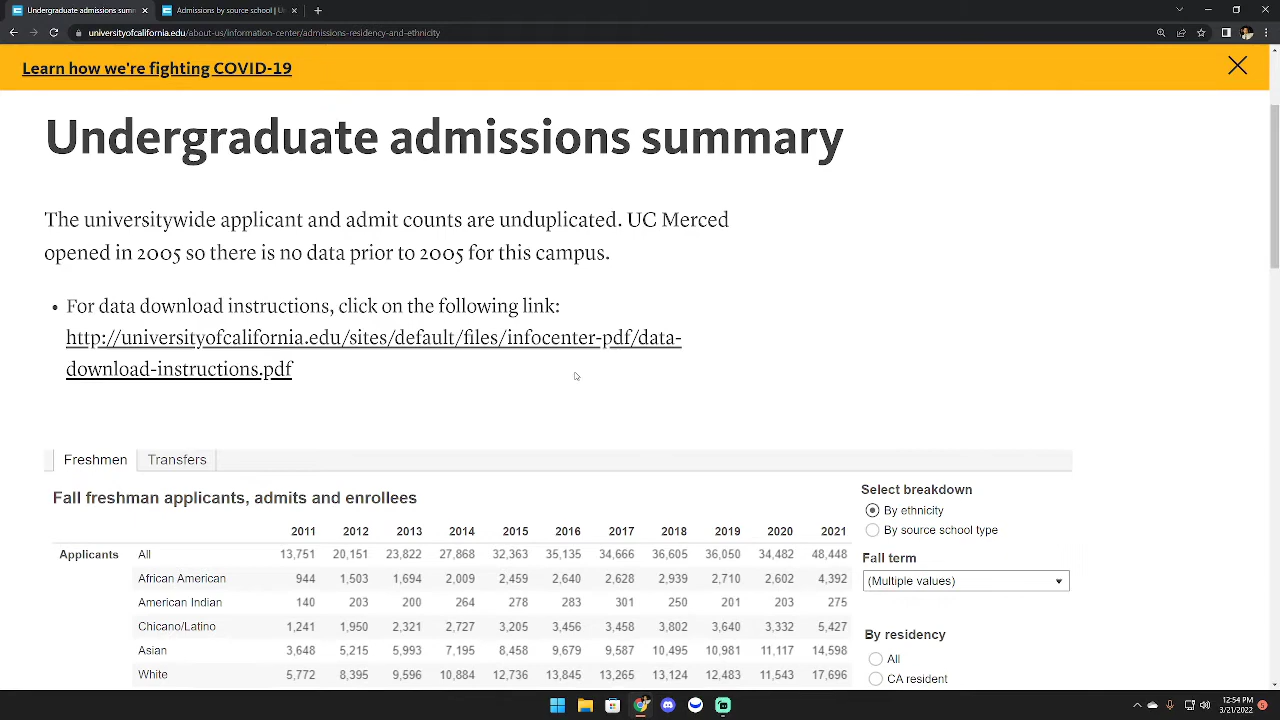 Undergraduate admissions sum
Admissions by school | U
universityofcalifornia.edu/about-us/information-center/admissions-residency-and-ethnicity
Learn how we're fighting COVID-19
Undergraduate admissions summary
The universitywide applicant and admit counts are unduplicated. UC Merced
opened in 2005 so there is no data prior to 2005 for this campus.
• For data download instructions, click on the following link:
http://universityofcalifornia.edu/sites/default/files/infocenter-pdf/data-
download-instructions.pdf
Freshmen Transfers
Fall freshman applicants, admits and enrollees
2011 2012 2013 2014 2015 2016 2017 2018 2019 2020 2021
Applicants All 13,751 20,151 23,822 27,868 32,363 35,135 34,666 36,605 36,050 34,482 48,448
African American 944 1,503 1,694 2,009 2,459 2,640 2,628 2,939 2,710 2,602 4,392
American Indian 140 203 200 264 278 283 301 250 201 203 275
Chicano/Latino 1,241 1,950 2,321 2,727 3,205 3,456 3,458 3,802 3,640 3,332 5,427
Asian 3,648 5,215 5,993 7,195 8,458 9,679 9,587 10,495 10,981 11,117 14,598
White 5,772 8,395 9,596 10,884 12,736 13,845 13,265 13,124 12,483 11,543 17,696
Select breakdown
By ethnicity
By source school type
Fall term
(Multiple values)
By residency
All
CA resident
12:54 PM
3/21/2022